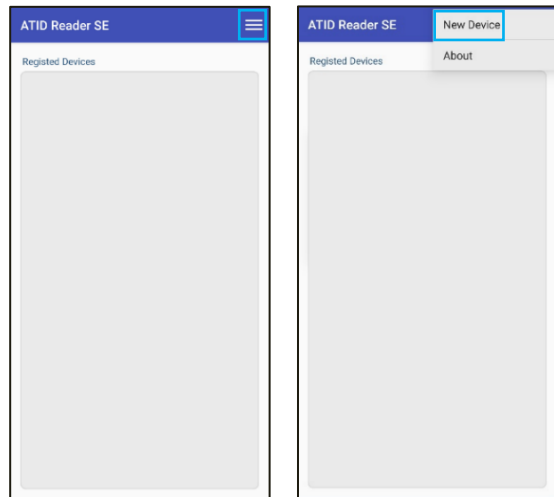 ATID Reader SE
Registed Devices
ATID Reader SE
New Device
About
Registed Devices